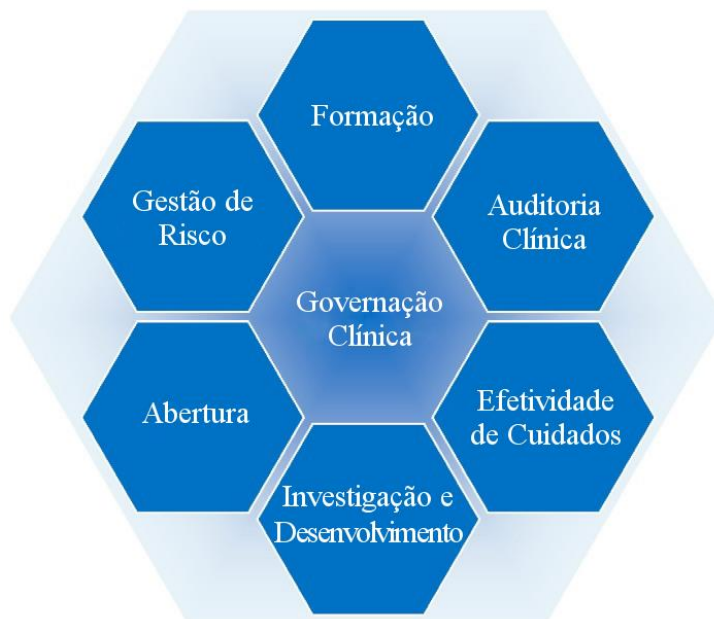 Formação
Gestão de
Risco
Auditoria
Clínica
Governação
Clínica
Abertura
Efetividade
de Cuidados
Investigação e
Desenvolvimento